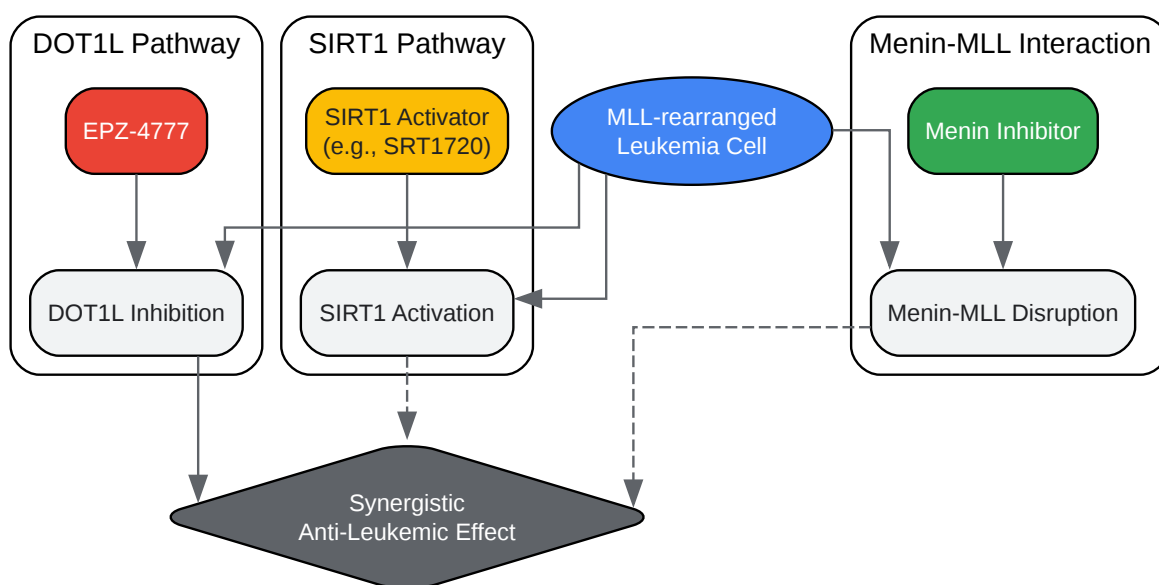 DOT1L Pathway
SIRT1 Pathway
Menin-MLL Interaction
EPZ-4777
SIRT1 Activator
(e.g., SRT1720)
MLL-rearranged
Leukemia Cell
Menin Inhibitor
DOT1L Inhibition
SIRT1 Activation
Menin-MLL Disruption
Synergistic
Anti-Leukemic Effect